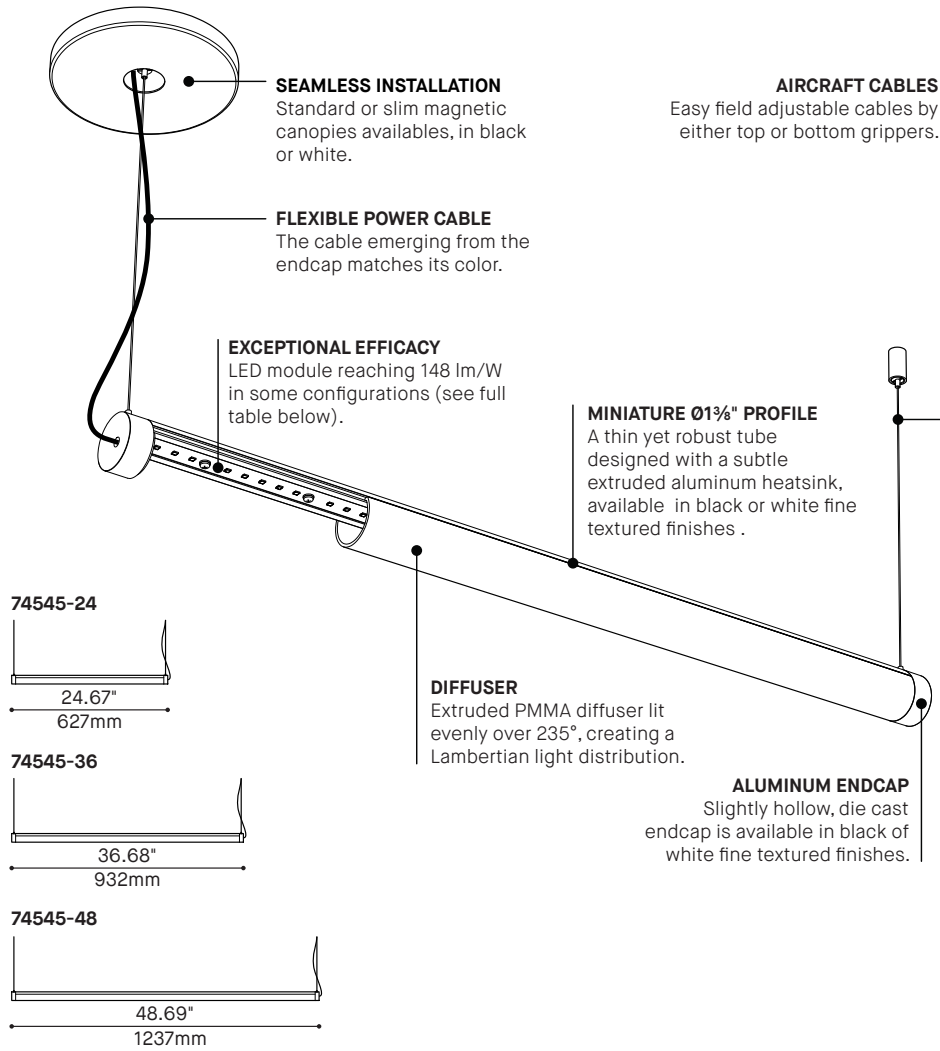 SEAMLESS INSTALLATION
Standard or slim magnetic
canopies availables, in black
or white.
AIRCRAFT CABLES
Easy field adjustable cables by
either top or bottom grippers.
FLEXIBLE POWER CABLE
The cable emerging from the
endcap matches its color.
EXCEPTIONAL EFFICACY
LED module reaching 148 lm/W
in some configurations (see full
table below).
MINIATURE Ø1⅜" PROFILE
A thin yet robust tube
designed with a subtle
extruded aluminum heatsink,
available in black or white fine
textured finishes .
74545-24
24.67"
627mm
DIFFUSER
Extruded PMMA diffuser lit
evenly over 235°, creating a
Lambertian light distribution.
74545-36
36.68"
932mm
ALUMINUM ENDCAP
Slightly hollow, die cast
endcap is available in black of
white fine textured finishes.
74545-48
48.69"
1237mm